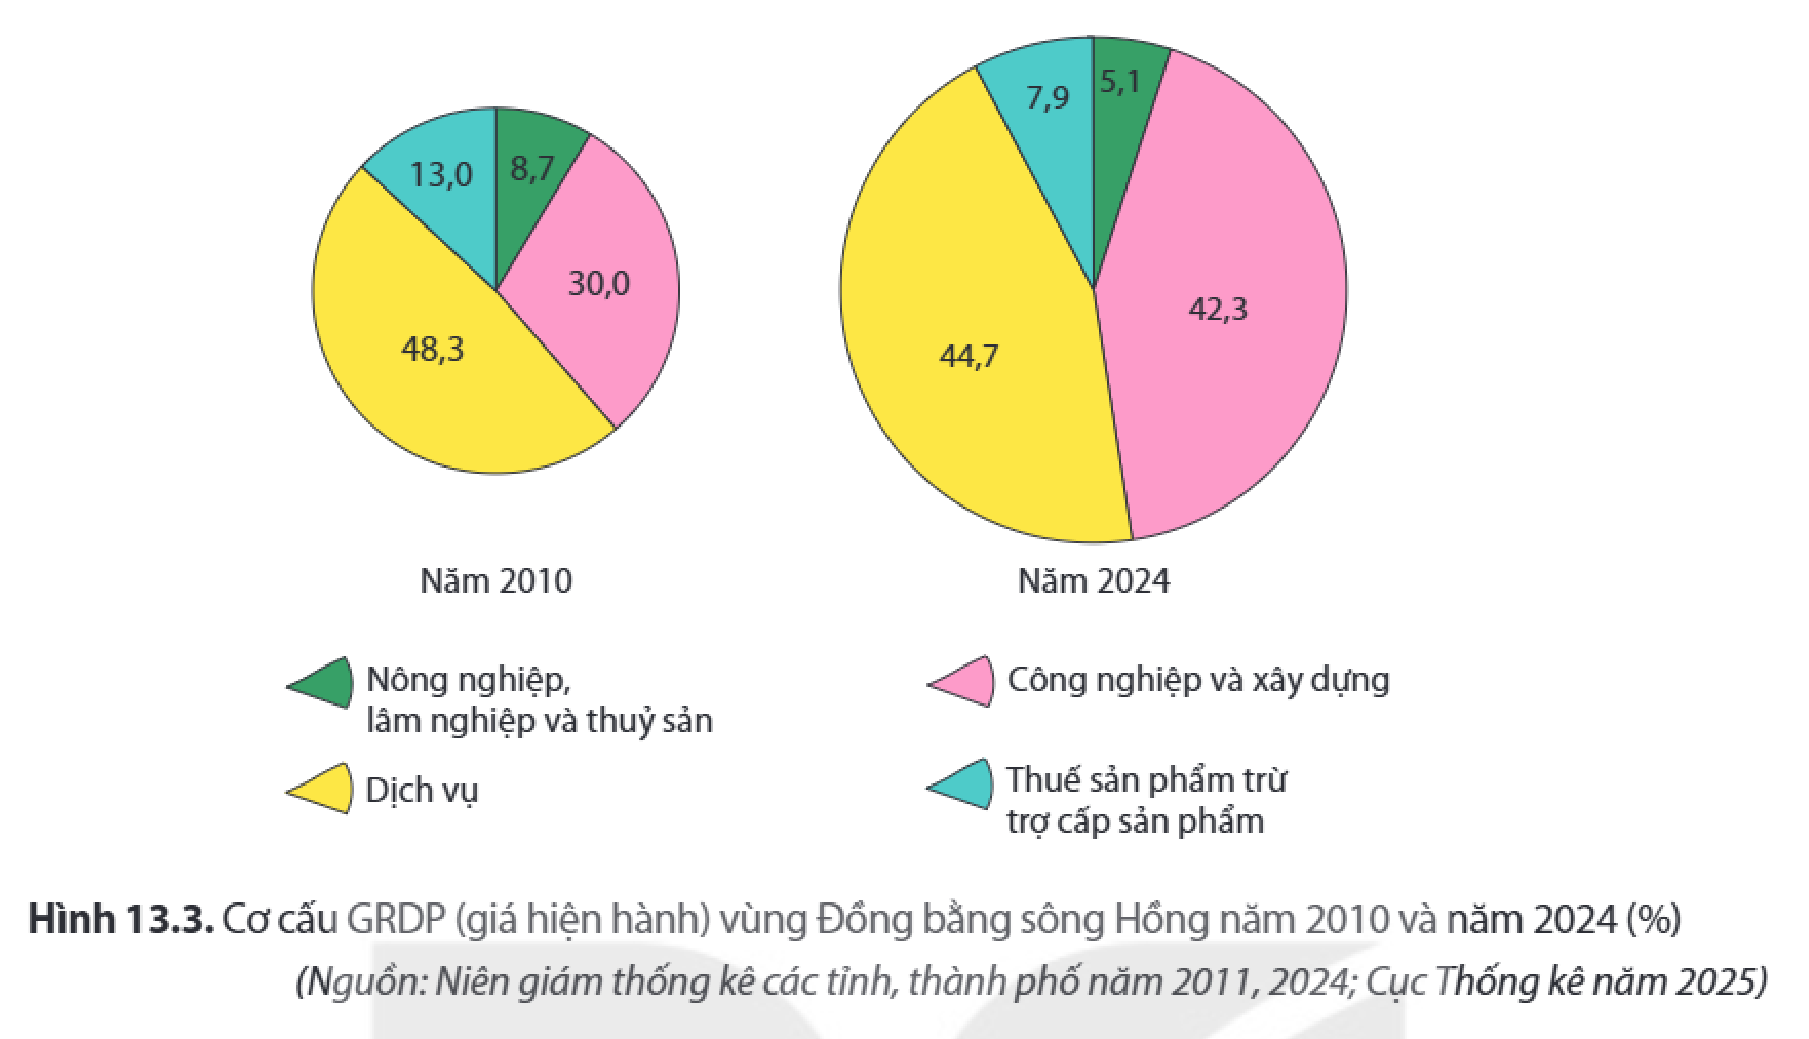 13,0
8,7
30,0
48,3
7,9
5,1
42,3
44,7
Năm 2010
Năm 2024
Nông nghiệp,
lâm nghiệp và thuỷ sản
Công nghiệp và xây dựng
Dịch vụ
Thuế sản phẩm trừ
trợ cấp sản phẩm
Hình 13.3. Cơ cấu GRDP (giá hiện hành) vùng Đồng bằng sông Hồng năm 2010 và năm 2024 (%)
(Nguồn: Niên giám thống kê các tỉnh, thành phố năm 2011, 2024; Cục Thống kê năm 2025)